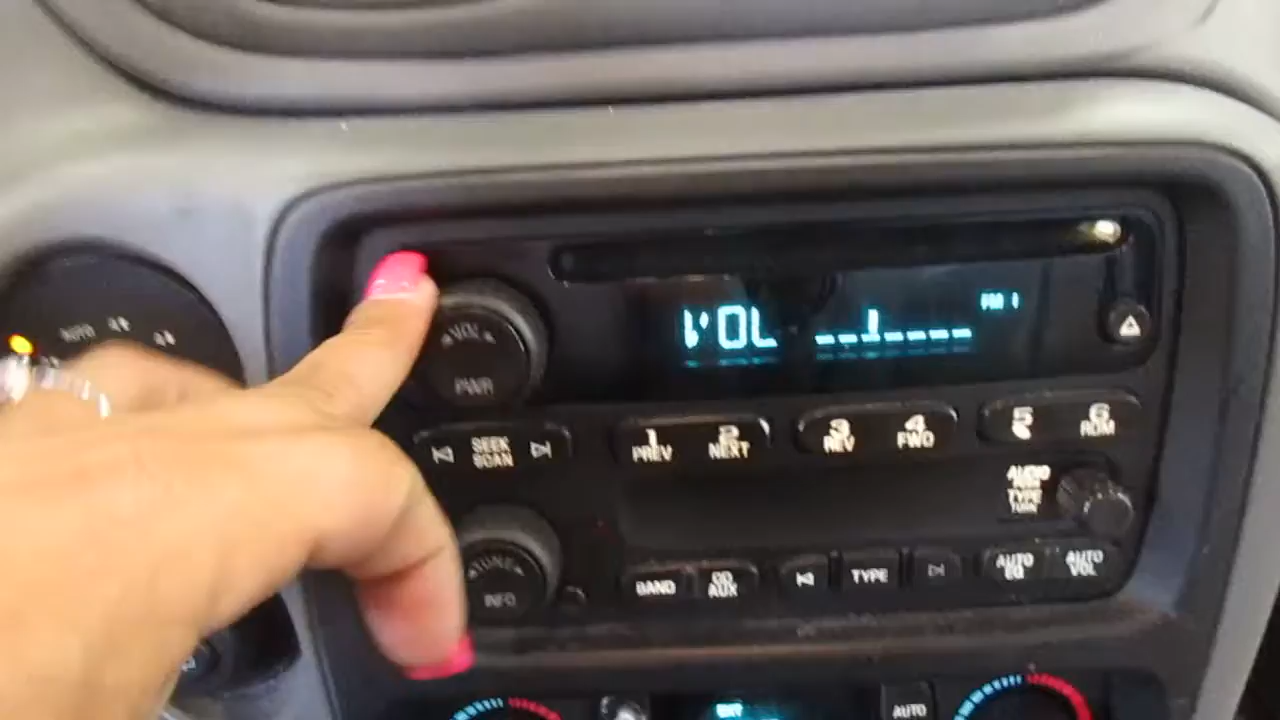 VOL
FM 1
VOL
PWR
1 PREV
2 NEXT
3 REV
4 FWD
5
6 RDM
SEEK
SCAN
AUDIO
TYPE
TURN
TUNE
INFO
BAND
CD
AUX
TYPE
AUTO
EQ
AUTO
VOL
AUTO